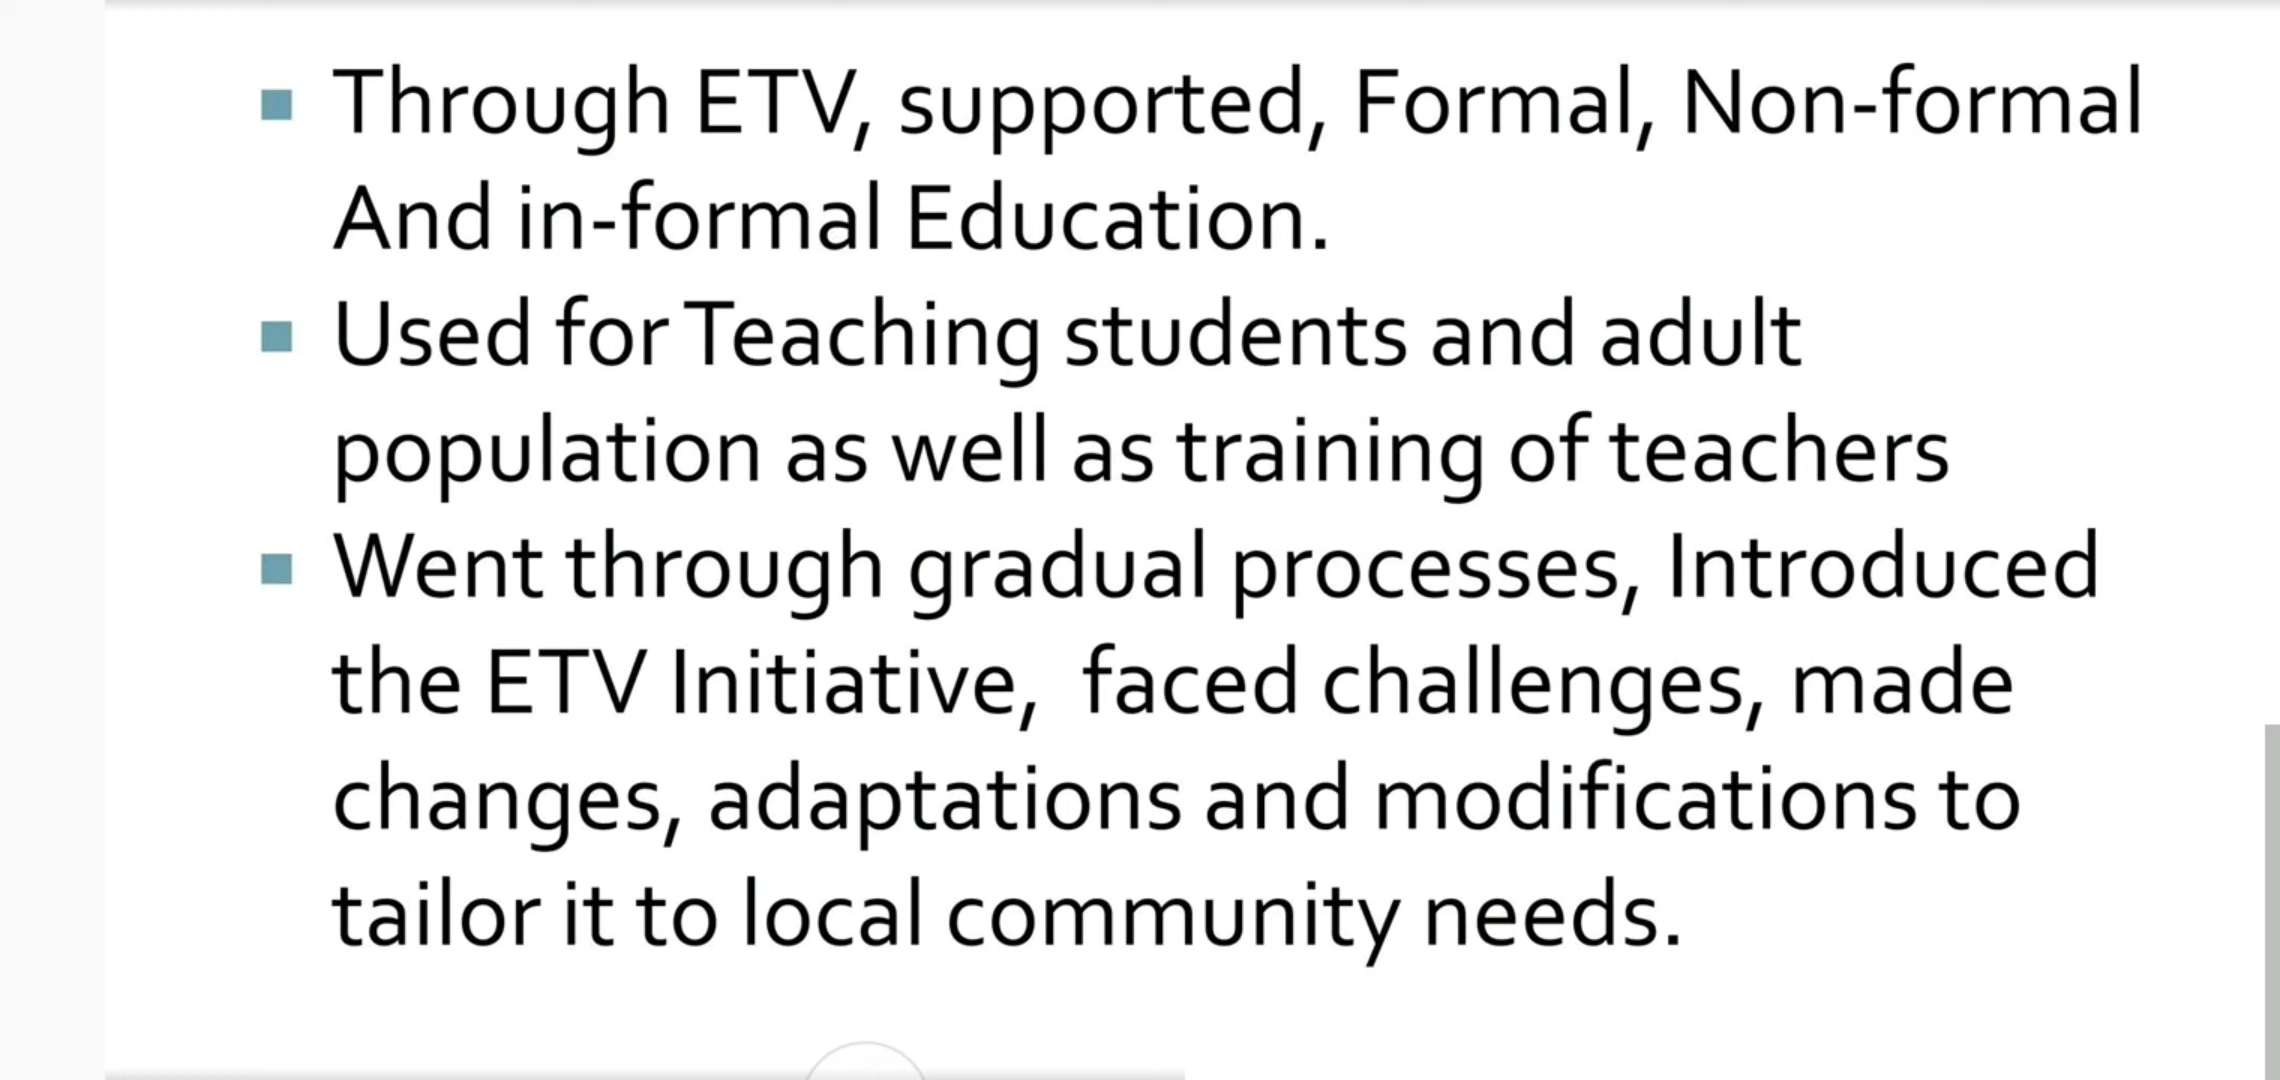 Through ETV, supported, Formal, Non-formal
And in-formal Education.
Used for Teaching students and adult
population as well as training of teachers
Went through gradual processes, Introduced
the ETV Initiative,  faced challenges, made
changes, adaptations and modifications to
tailor it to local community needs.